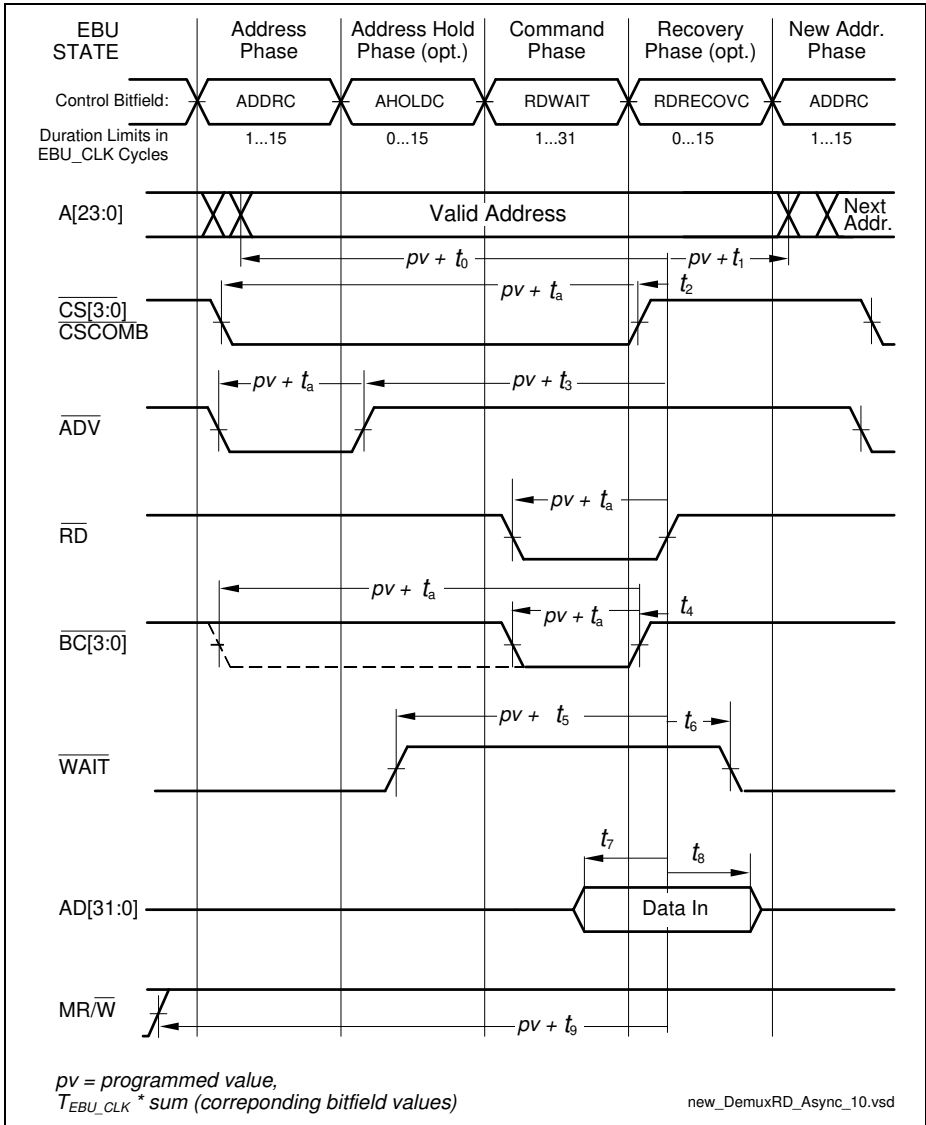 EBU STATE
Address Phase
Address Hold Phase (opt.)
Command Phase
Recovery Phase (opt.)
New Addr. Phase
Control Bitfield: ADDRC AHOLDC RDWAIT RDRECOVC ADDRC
Duration Limits in EBU_CLK Cycles
1...15 0...15 1...31 0...15 1...15
A[23:0] Valid Address Next Addr.
pv + t0 pv + t1
pv + ta t2
CS[3:0]
CSCOMB
pv + ta pv + t3
ADV
pv + ta
RD
pv + ta
pv + ta t4
BC[3:0]
pv + t5 t6
WAIT
t7 t8
AD[31:0] Data In
MR/W
pv + t9
pv = programmed value,
TEBU_CLK * sum (correponding bitfield values)
new_DemuxRD_Async_10.vsd